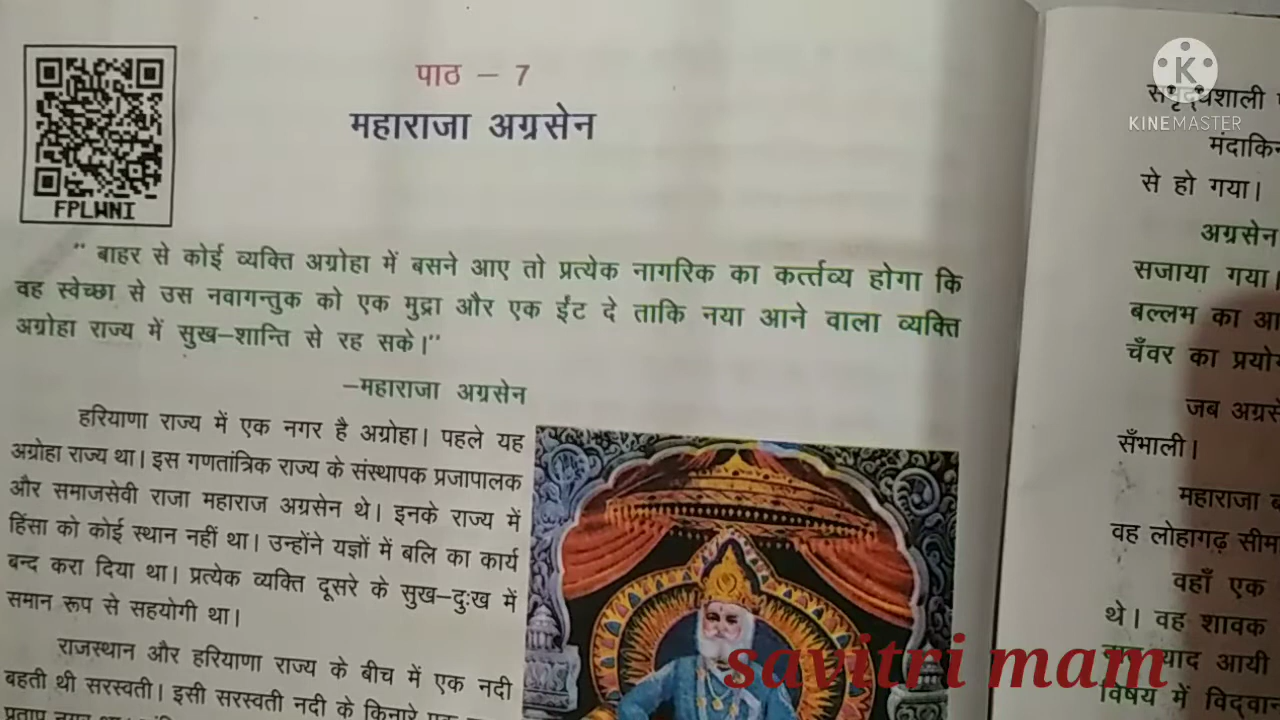 पाठ – 7
महाराजा अग्रसेन
FPLWNI
" बाहर से कोई व्यक्ति अग्रोहा में बसने आए तो प्रत्येक नागरिक का कर्त्तव्य होगा कि
वह स्वेच्छा से उस नवागन्तुक को एक मुद्रा और एक ईंट दे ताकि नया आने वाला व्यक्ति
अग्रोहा राज्य में सुख–शान्ति से रह सके।"
–महाराजा अग्रसेन
हरियाणा राज्य में एक नगर है अग्रोहा। पहले यह
अग्रोहा राज्य था। इस गणतांत्रिक राज्य के संस्थापक प्रजापालक
और समाजसेवी राजा महाराज अग्रसेन थे। इनके राज्य में
हिंसा को कोई स्थान नहीं था। उन्होंने यज्ञों में बलि का कार्य
बन्द करा दिया था। प्रत्येक व्यक्ति दूसरे के सुख–दुःख में
समान रूप से सहयोगी था।
राजस्थान और हरियाणा राज्य के बीच में एक नदी
बहती थी सरस्वती। इसी सरस्वती नदी के किनारे
K
KINEMASTER
से हो गया।
अग्रसेन
सजाया गया।
बल्लभ का
चँवर का
जब
सँभाली।
महाराजा
वह लोहागढ़
वहाँ एक
थे। वह शावक
याद आयी
विषय में
savitri mam